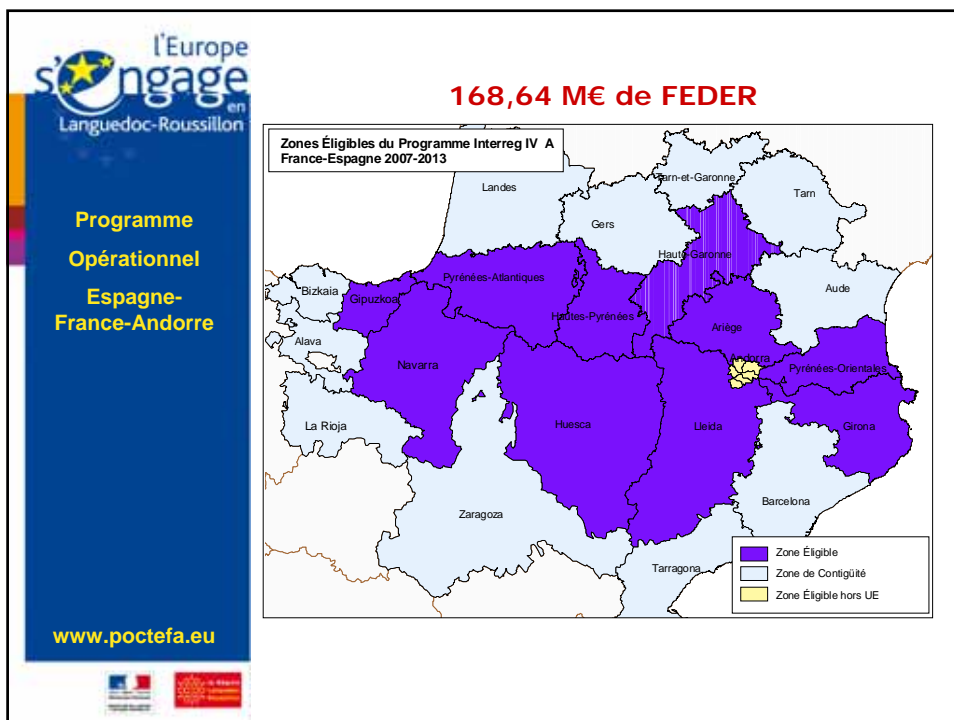 l'Europe
s'engage
en
Languedoc-Roussillon
Programme
Opérationnel
Espagne-
France-Andorre
www.poctefa.eu
168,64 M€ de FEDER
Zones Éligibles du Programme Interreg IV A
France-Espagne 2007-2013
Landes
Tarn-et-Garonne
Tarn
Gers
Haute-Garonne
Aude
Pyrénées-Atlantiques
Bizkaia
Gipuzkoa
Hautes-Pyrénées
Ariège
Alava
Andorra
Navarra
Pyrénées-Orientales
La Rioja
Huesca
Lleida
Girona
Barcelona
Zaragoza
Tarragona
Zone Éligible
Zone de Contigüité
Zone Éligible hors UE